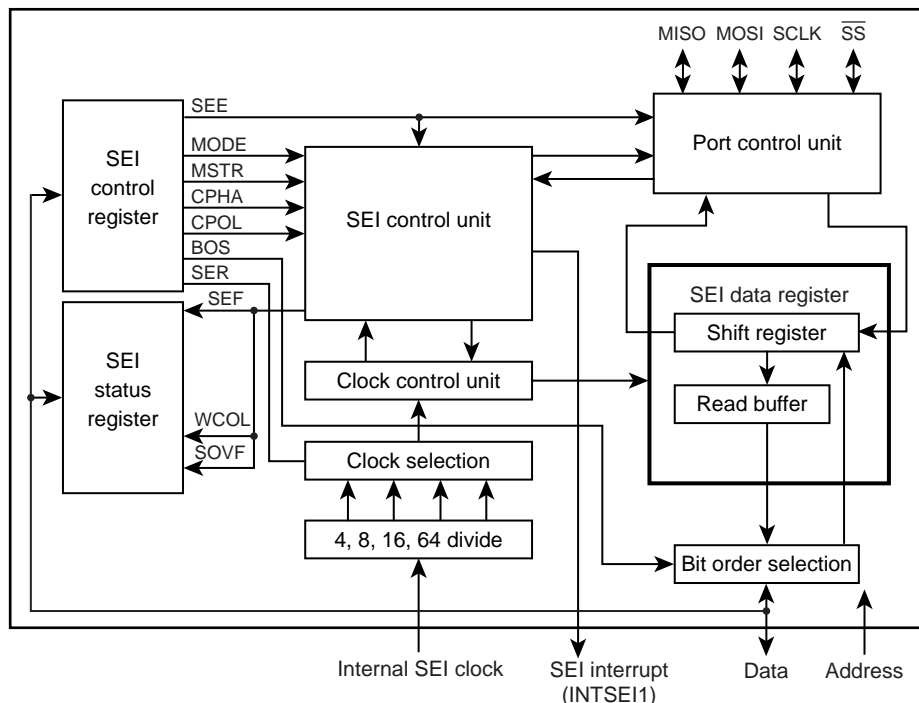 MISO MOSI SCLK SS
SEE
MODE
MSTR
CPHA
CPOL
BOS
SER
SEI
control
register
SEI control unit
Port control unit
SEF
WCOL
SOVF
SEI
status
register
SEI data register
Shift register
Read buffer
Clock control unit
Clock selection
4, 8, 16, 64 divide
Bit order selection
Internal SEI clock
SEI interrupt
(INTSEI1)
Data
Address